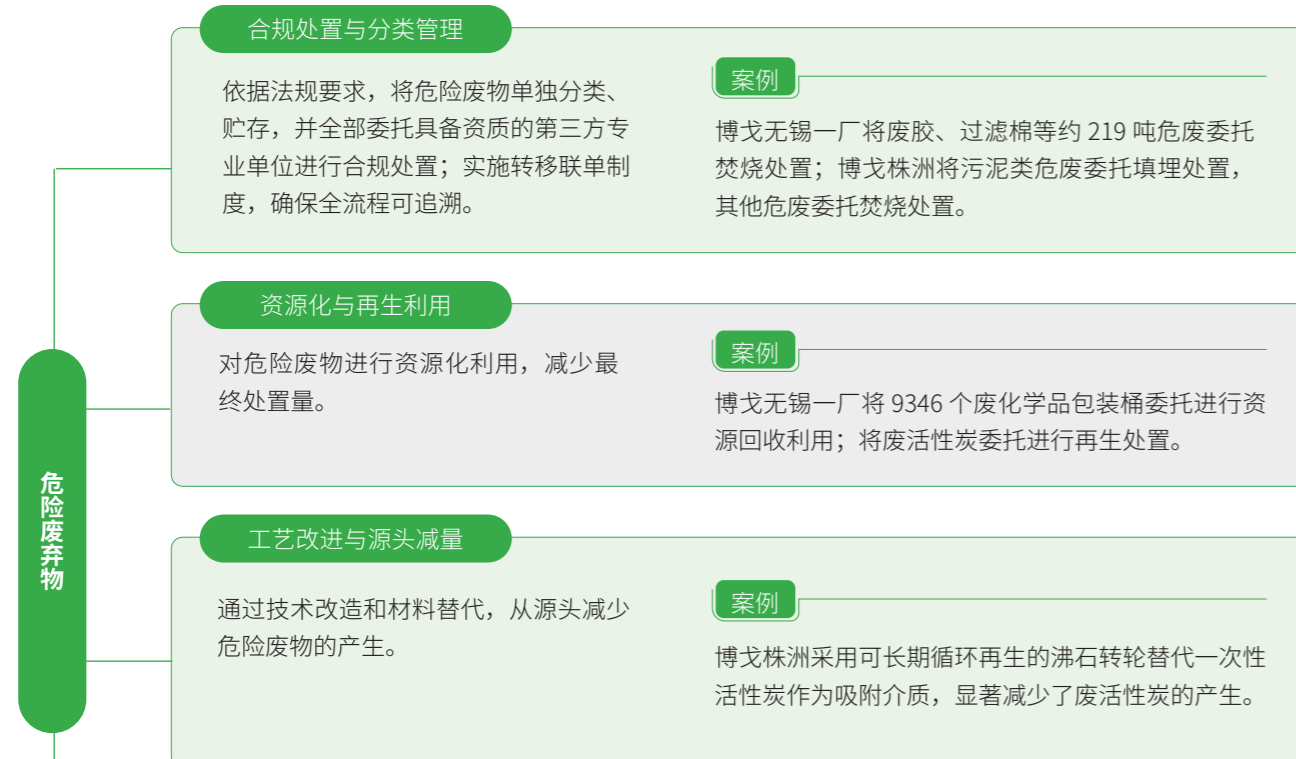 危险废弃物
合规处置与分类管理
依据法规要求，将危险废物单独分类、
贮存，并全部委托具备资质的第三方专
业单位进行合规处置；实施转移联单制
度，确保全流程可追溯。
案例
博戈无锡一厂将废胶、过滤棉等约 219 吨危废委托
焚烧处置；博戈株洲将污泥类危废委托填埋处置，
其他危废委托焚烧处置。
资源化与再生利用
对危险废物进行资源化利用，减少最
终处置量。
案例
博戈无锡一厂将 9346 个废化学品包装桶委托进行资
源回收利用；将废活性炭委托进行再生处置。
工艺改进与源头减量
通过技术改造和材料替代，从源头减少
危险废物的产生。
案例
博戈株洲采用可长期循环再生的沸石转轮替代一次性
活性炭作为吸附介质，显著减少了废活性炭的产生。